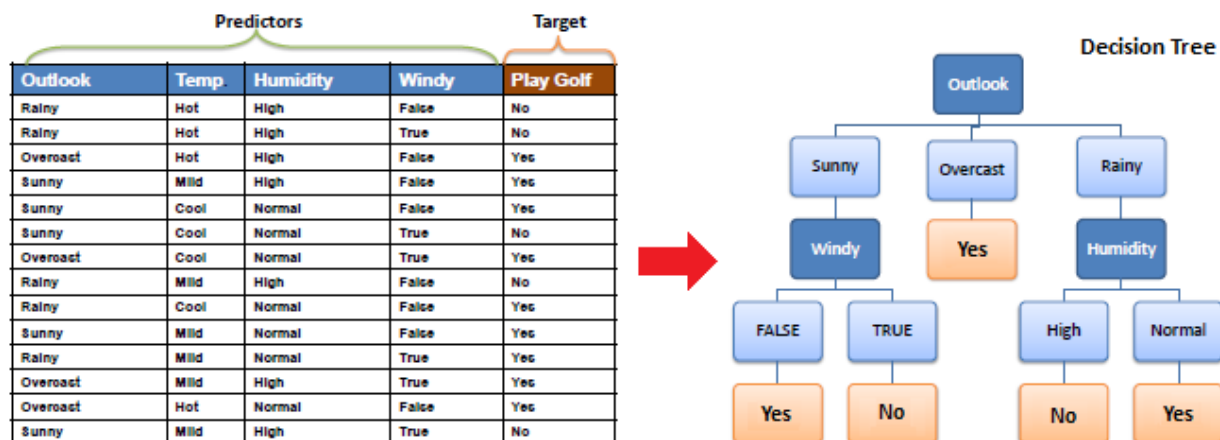 Predictors Target
Decision Tree
Outlook Temp. Humidity Windy Play Golf
Rainy Hot High False No
Rainy Hot High True No
Overcast Hot High False Yes
Sunny Mild High False Yes
Sunny Cool Normal False Yes
Sunny Cool Normal True No
Overcast Cool Normal True Yes
Rainy Mild High False No
Rainy Cool Normal False Yes
Sunny Mild Normal False Yes
Rainy Mild Normal True Yes
Overcast Mild High True Yes
Overcast Hot Normal False Yes
Sunny Mild High True No
Outlook
Sunny Overcast Rainy
Windy Yes Humidity
FALSE TRUE High Normal
Yes No No Yes